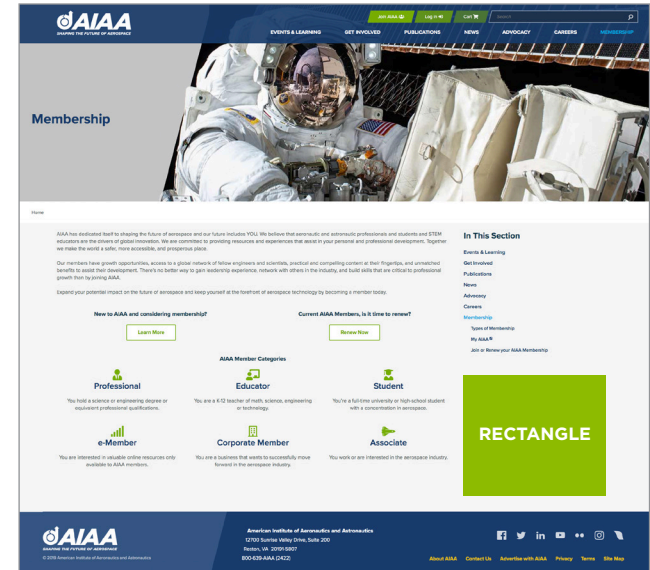 AIAA
SHAPING THE FUTURE OF AEROSPACE
Join AIAA
Log in
Cart
Search
EVENTS & LEARNING
GET INVOLVED
PUBLICATIONS
NEWS
ADVOCACY
CAREERS
MEMBERSHIP
Membership
Home
AIAA has dedicated itself to shaping the future of aerospace and our future includes YOU. We believe that aeronautic and astronautic professionals and students and STEM
educators are the drivers of global innovation. We are committed to providing resources and experiences that assist in your personal and professional development. Together
we make the world a safer, more accessible, and prosperous place.
Our members have growth opportunities, access to a global network of fellow engineers and scientists, practical and compelling content at their fingertips, and unmatched
benefits to assist their development. There's no better way to gain leadership experience, network with others in the industry, and build skills that are critical to professional
growth than by joining AIAA.
Expand your potential impact on the future of aerospace and keep yourself at the forefront of aerospace technology by becoming a member today.
New to AIAA and considering membership?
Learn More
Current AIAA Members, is it time to renew?
Renew Now
AIAA Member Categories
Professional
You hold a science or engineering degree or
equivalent professional qualifications.
Educator
You are a K-12 teacher of math, science, engineering
or technology.
Student
You're a full-time university or high-school student
with a concentration in aerospace.
e-Member
You are interested in valuable online resources only
available to AIAA members.
Corporate Member
You are a business that wants to successfully move
forward in the aerospace industry.
Associate
You work or are interested in the aerospace industry.
In This Section
Events & Learning
Get Involved
Publications
News
Advocacy
Careers
Membership
Types of Membership
My AIAA
Join or Renew your AIAA Membership
RECTANGLE
AIAA
SHAPING THE FUTURE OF AEROSPACE
© 2019 American Institute of Aeronautics and Astronautics
American Institute of Aeronautics and Astronautics
12700 Sunrise Valley Drive, Suite 200
Reston, VA 20191-5807
800-639-AIAA (2422)
About AIAA
Contact Us
Advertise with AIAA
Privacy
Terms
Site Map